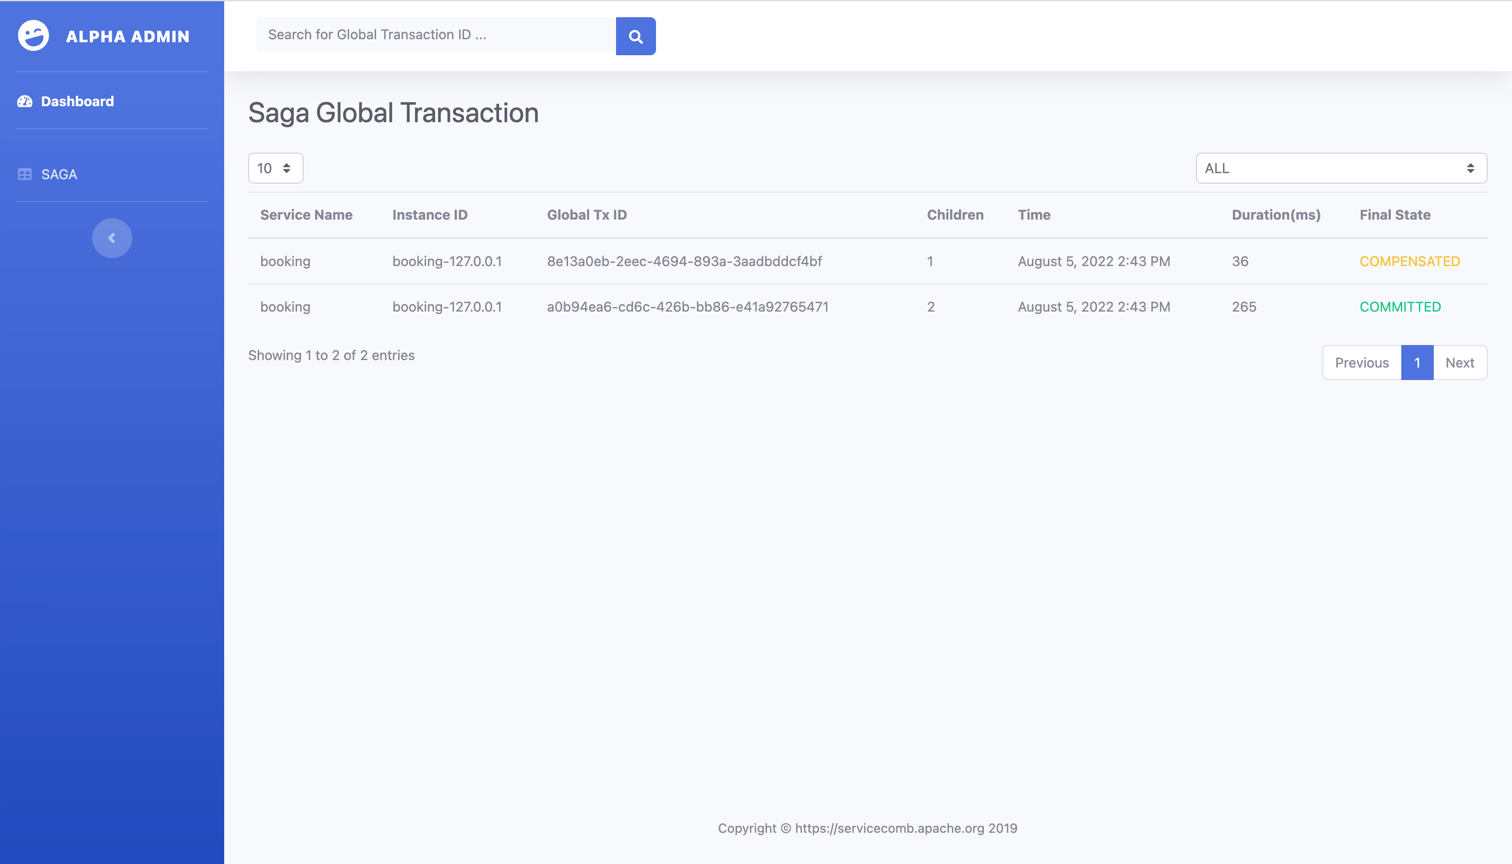 ALPHA ADMIN
Dashboard
SAGA
Search for Global Transaction ID ...
Saga Global Transaction
10
ALL
Service Name Instance ID Global Tx ID Children Time Duration(ms) Final State
booking booking-127.0.0.1 8e13a0eb-2eec-4694-893a-3aadbddcf4bf 1 August 5, 2022 2:43 PM 36 COMPENSATED
booking booking-127.0.0.1 a0b94ea6-cd6c-426b-bb86-e41a92765471 2 August 5, 2022 2:43 PM 265 COMMITTED
Showing 1 to 2 of 2 entries
Previous 1 Next
Copyright © https://servicecomb.apache.org 2019